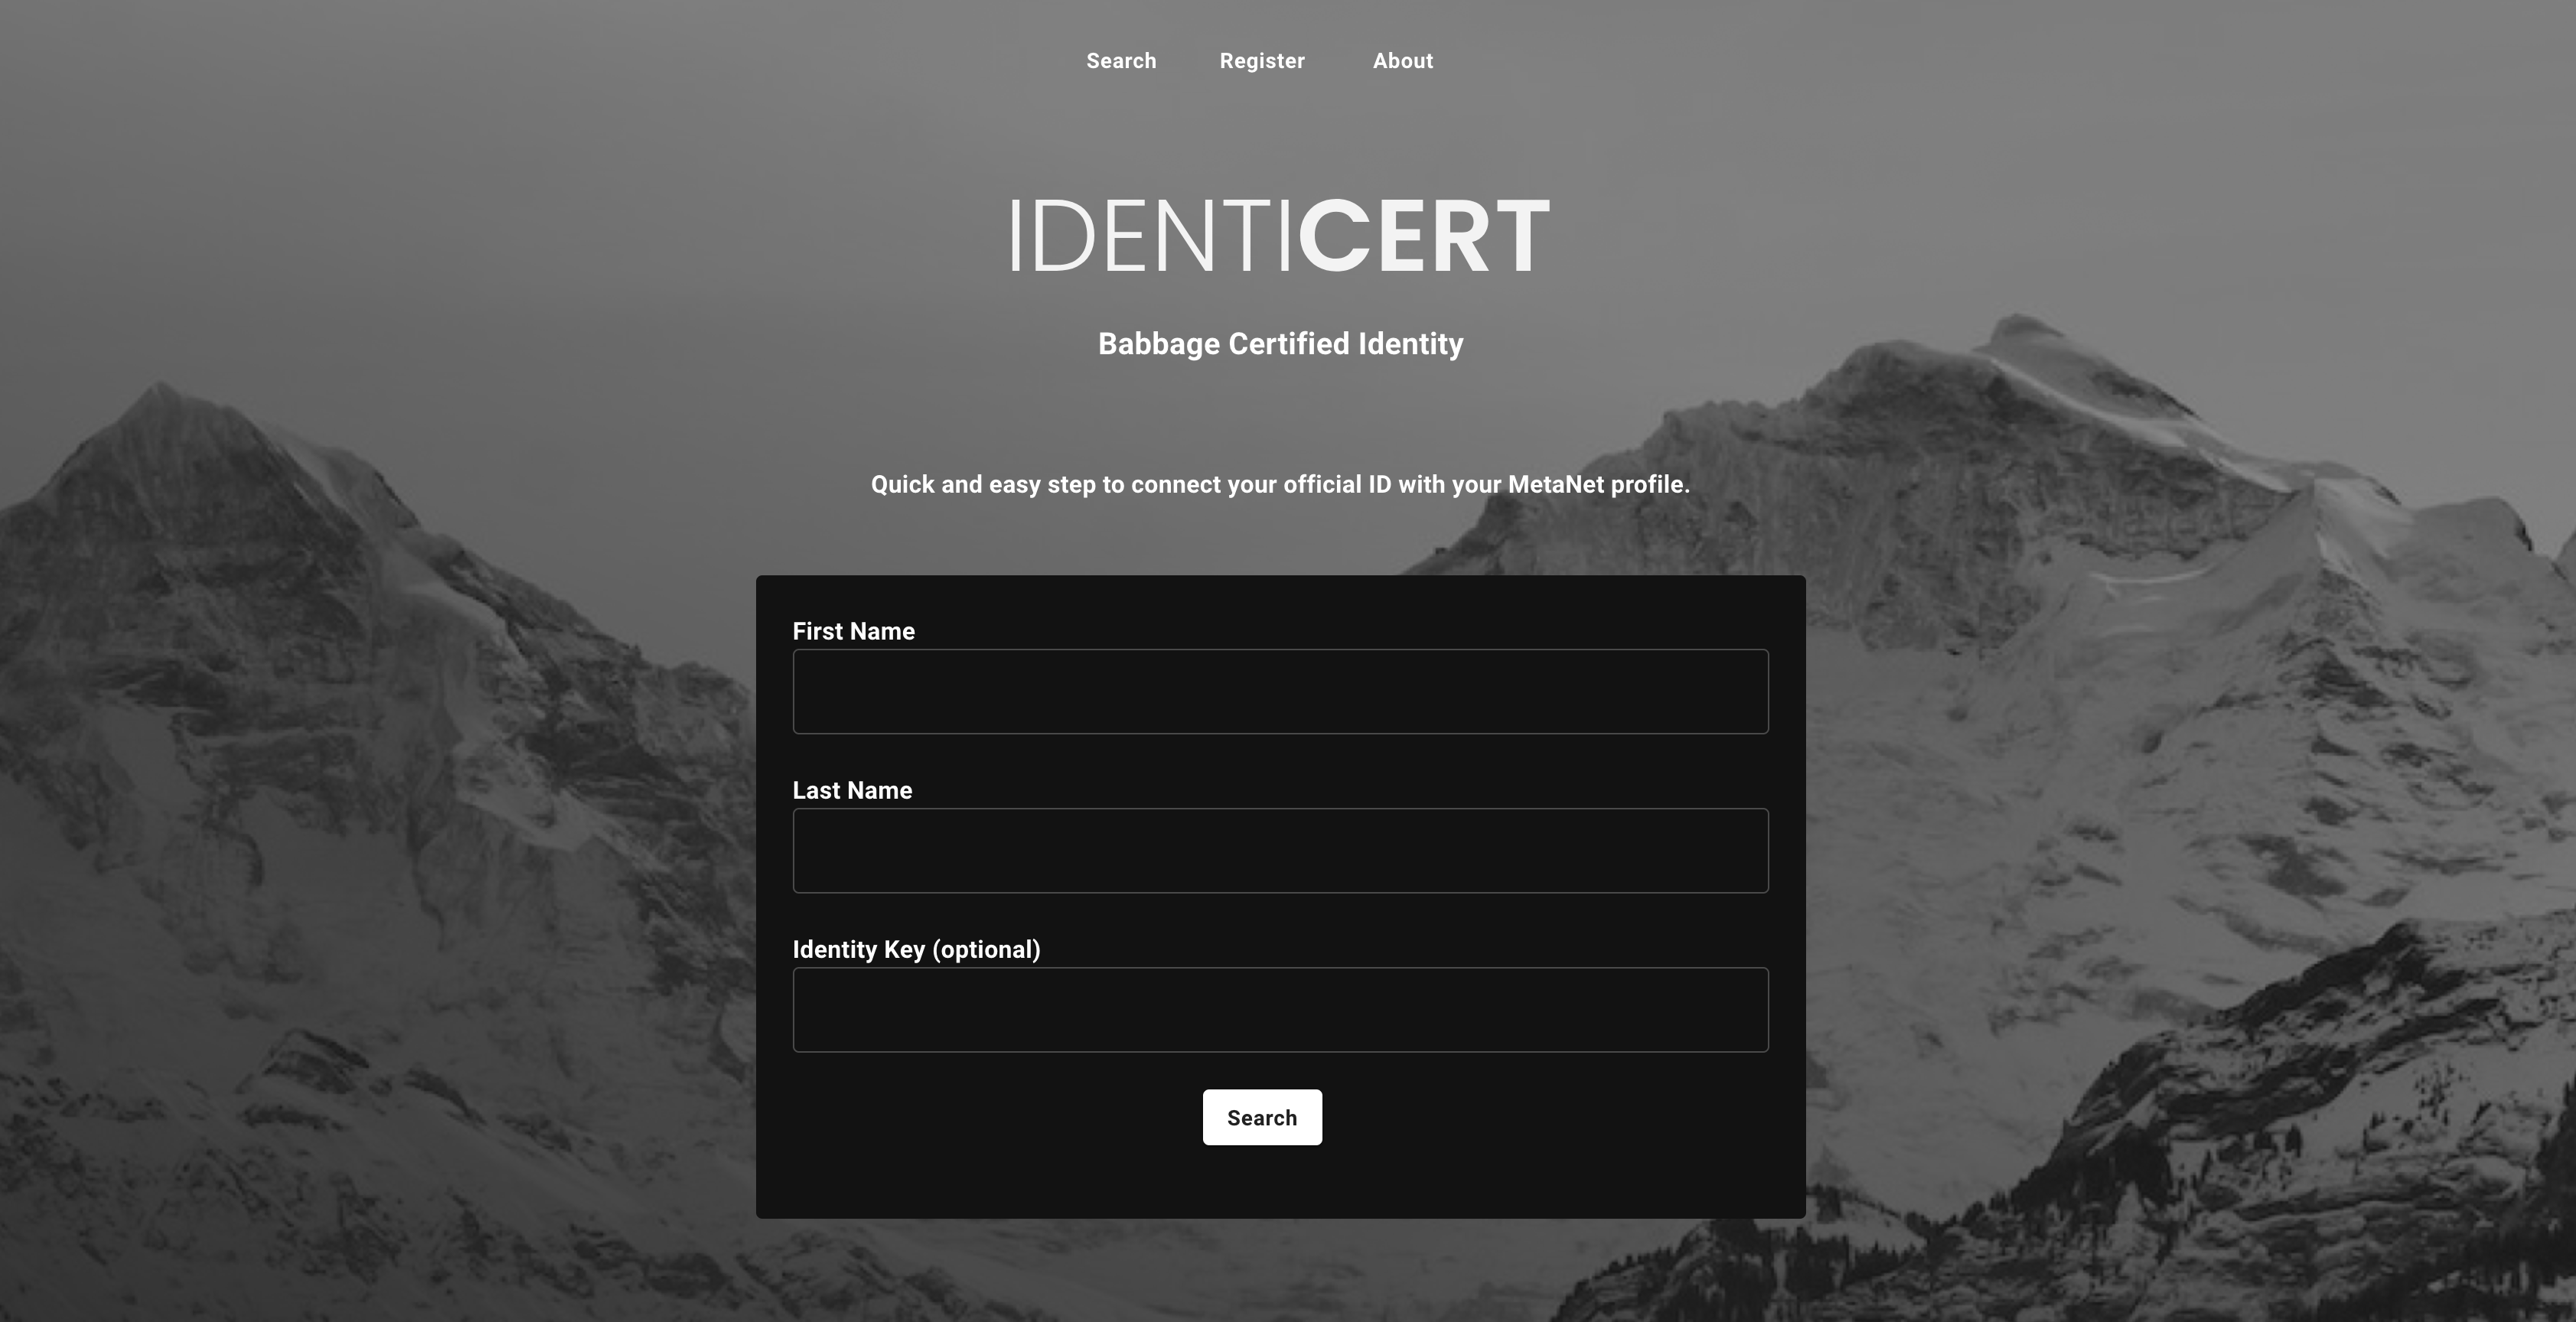 Search Register About
IDENTICERT
Babbage Certified Identity
Quick and easy step to connect your official ID with your MetaNet profile.
First Name
Last Name
Identity Key (optional)
Search